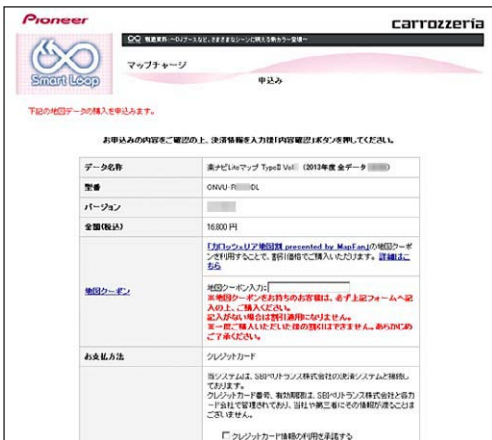 Pioneer
carrozzeria
Smart Loop
マップチャージ
申込み
下記の地図データの購入を申込みます。
お申込みの内容をご確認の上、決済情報を入力後「内容確認」ボタンを押してください。
データ名称
楽ナビLiteマップ TypeⅡ Vol (2013年度 全データ )
型番
CNVU-R DL
バージョン
金額(税込)
16,800 円
地図クーポン
「カロッツェリア地図割 presented by MapFan」の地図クーポ
ンを利用することで、割引価格でご購入いただけます。 詳細はこ
ちら
地図クーポン入力:
※地図クーポンをお持ちのお客様は、必ず上記フォームへ記
入の上、ご購入ください。
記入がない場合は割引適用になりません。
※一度ご購入いただいた後の割引はできません。あらかじめ
ご了承ください。
お支払方法
クレジットカード
当システムは、SBIベリトランス株式会社の決済システムと接続し
ております。
クレジットカード番号、有効期限は、SBIベリトランス株式会社と各カ
ード会社で管理されており、当社や第三者にその情報が渡ることは
ございません。
クレジットカード情報の利用を承諾する